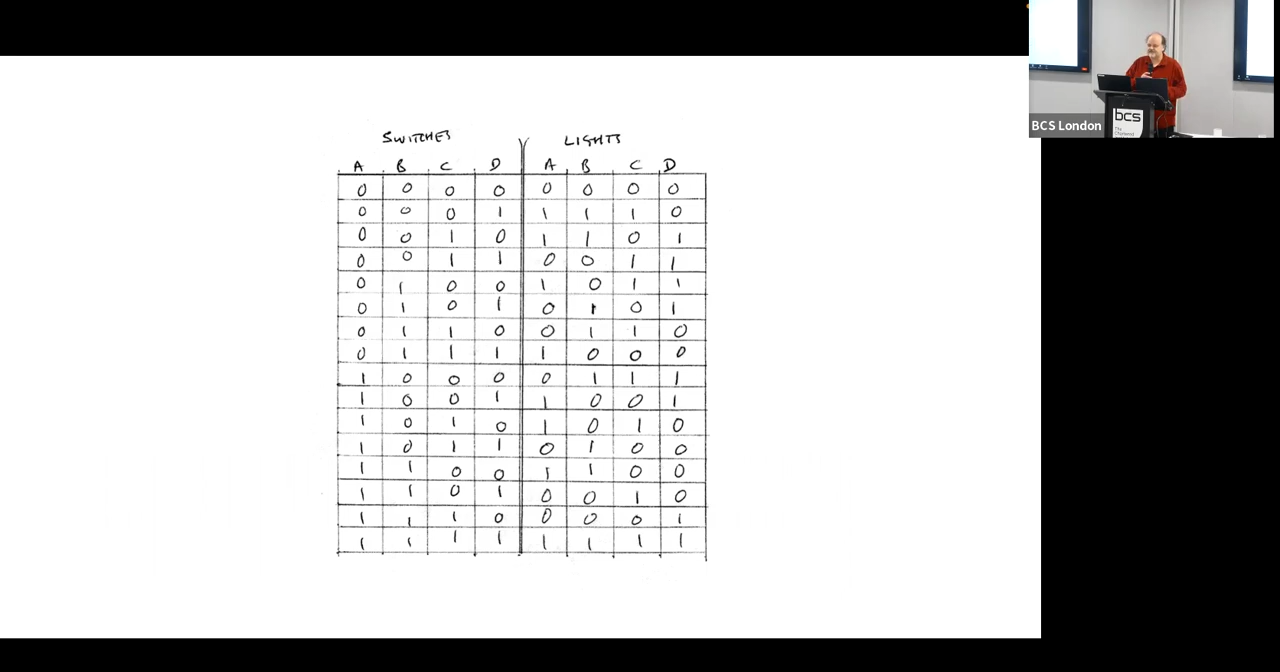 SWITCHES LIGHTS
A B C D A B C D
0 0 0 0 0 0 0 0
0 0 0 1 1 1 1 0
0 0 1 0 1 1 0 1
0 0 1 1 0 0 1 1
0 1 0 0 1 0 1 1
0 1 0 1 0 1 0 1
0 1 1 0 0 1 1 0
0 1 1 1 1 0 0 0
1 0 0 0 0 1 1 1
1 0 0 1 1 0 0 1
1 0 1 0 1 0 1 0
1 0 1 1 0 1 0 0
1 1 0 0 1 1 0 0
1 1 0 1 0 0 1 0
1 1 1 0 0 0 0 1
1 1 1 1 1 1 1 1
bcs
The
Chartered
BCS London